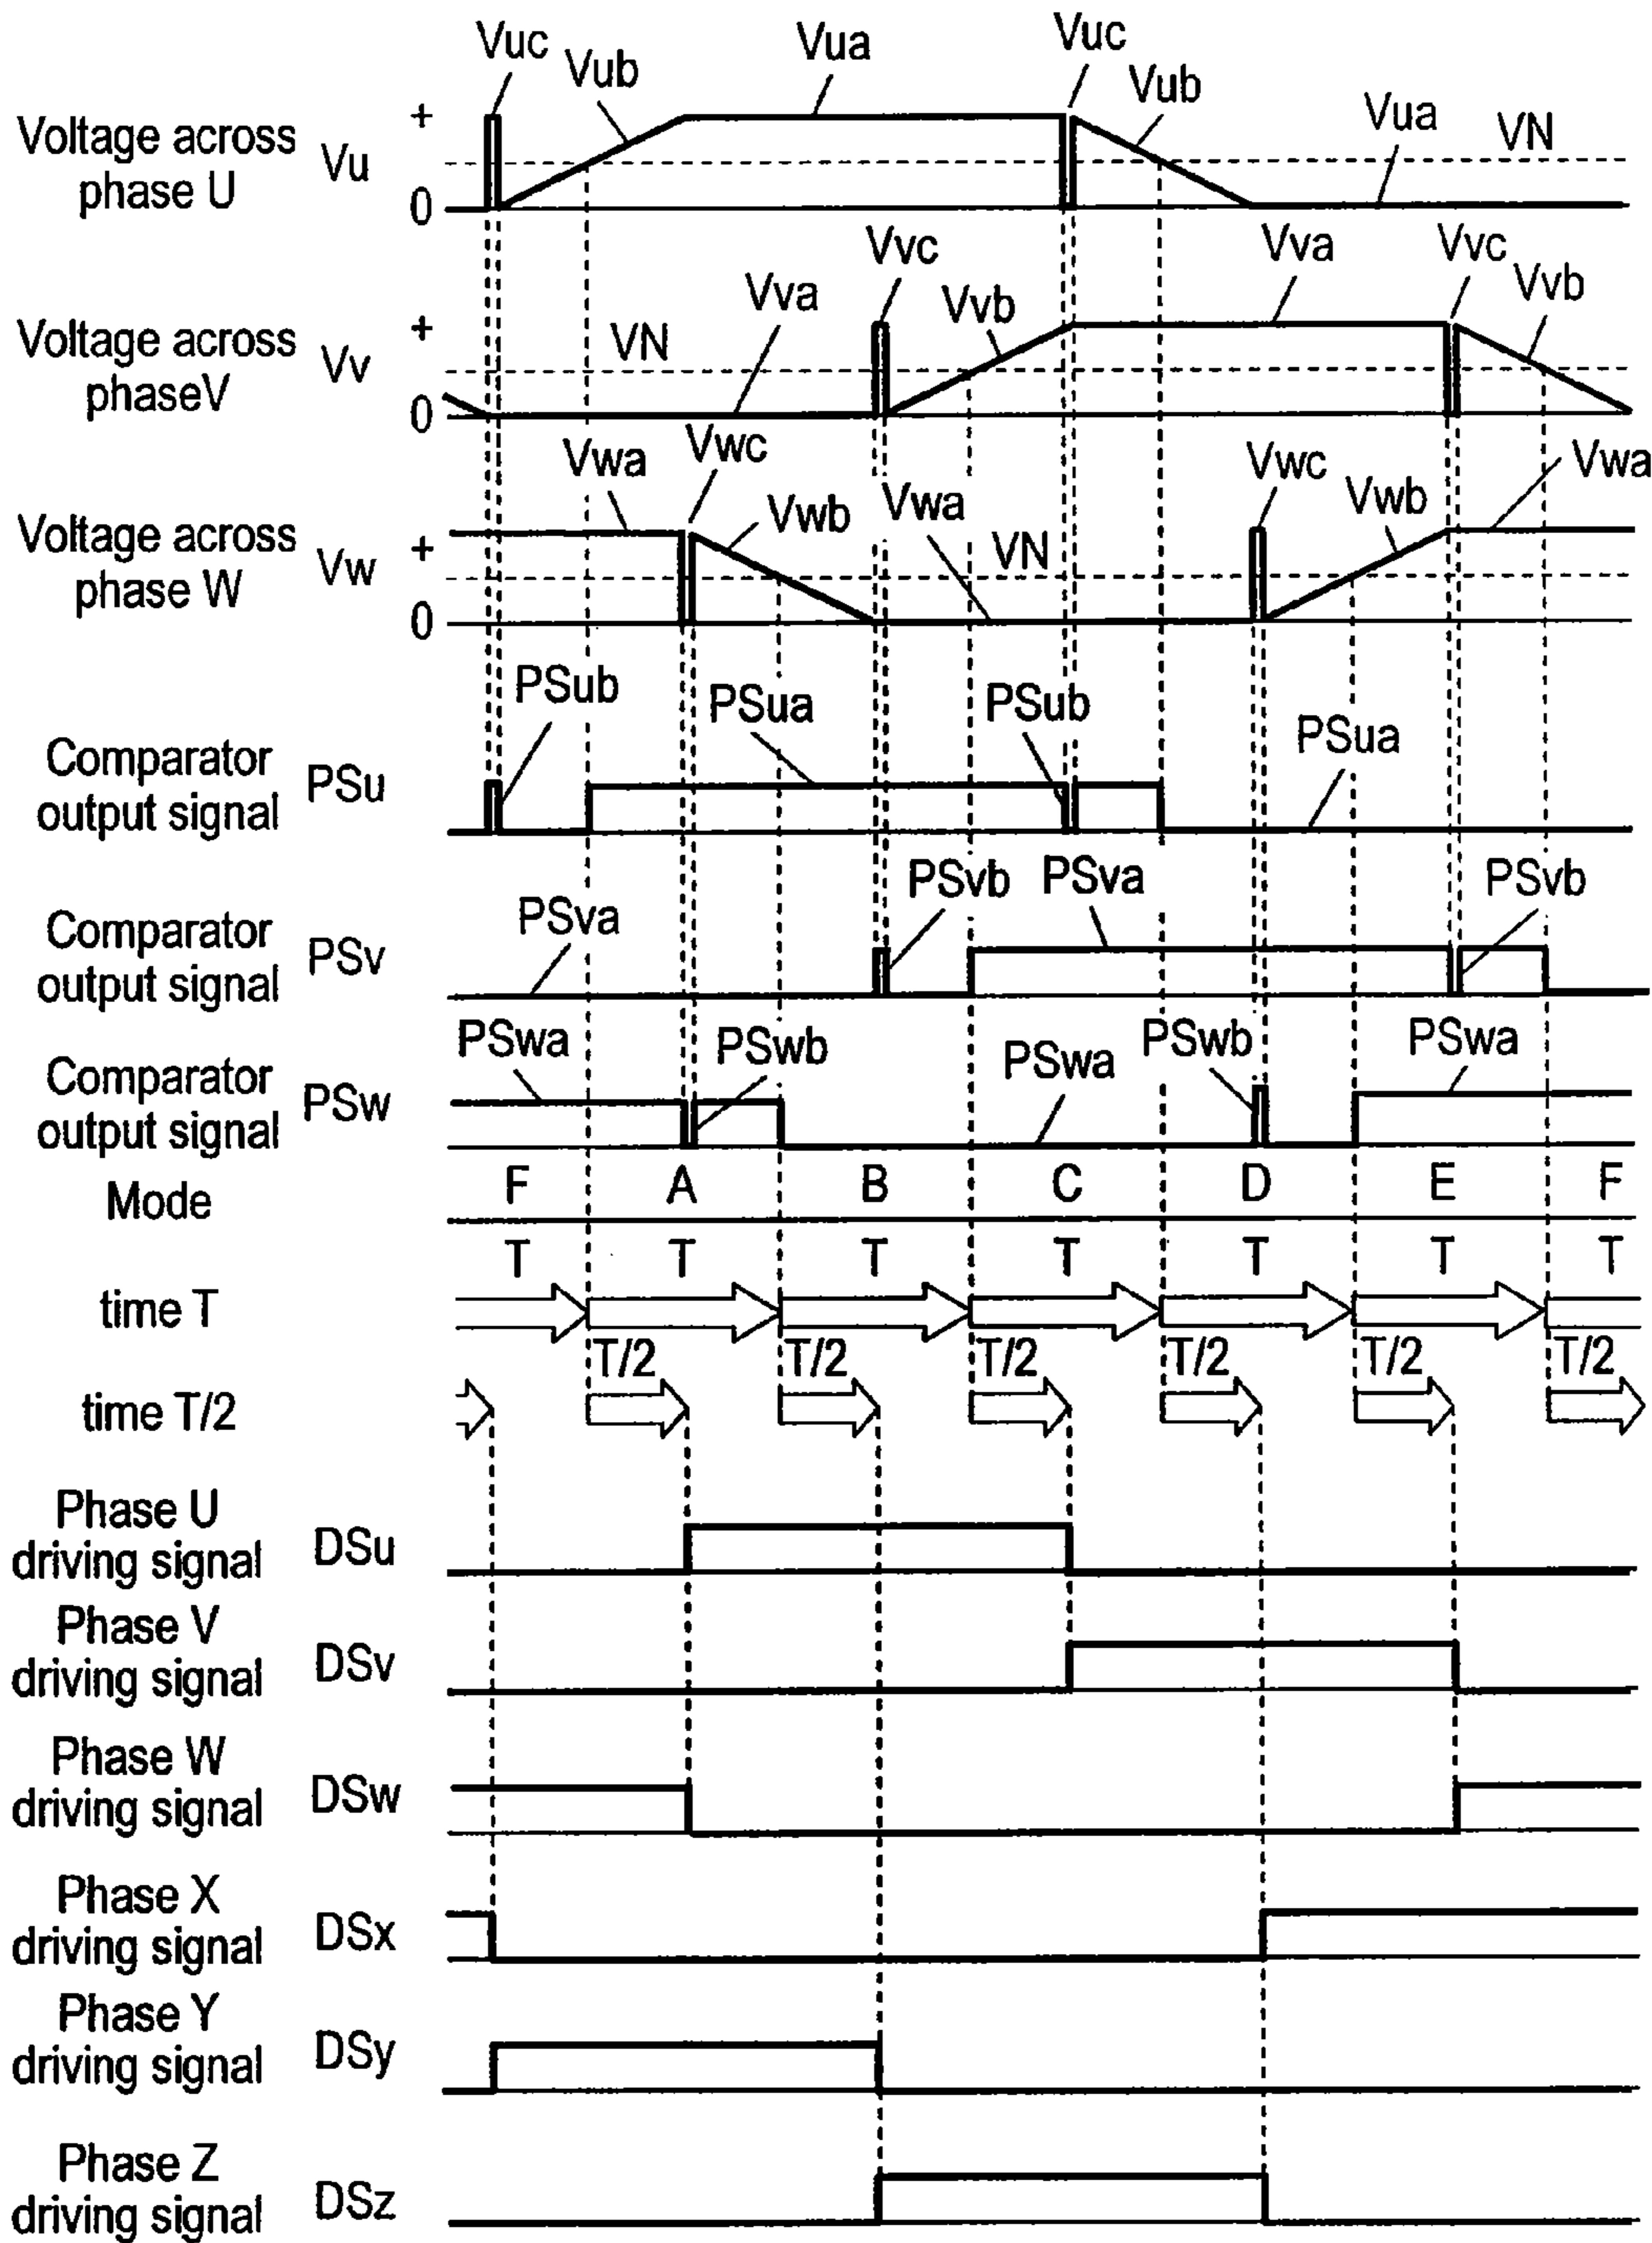 Vuc Vub Vua Vuc Vub Vua VN
Voltage across
phase U
Vu
+
0
Vvc Vva Vvb Vva Vvc Vvb
Voltage across
phaseV
Vv
VN
+
0
Vwa Vwc Vwb Vwa Vwc Vwb Vwa
Voltage across
phase W
Vw
VN
+
0
PSub PSua PSub PSua
Comparator
output signal
PSu
PSva PSvb PSva PSvb
Comparator
output signal
PSv
PSwa PSwb PSwa PSwb PSwa
Comparator
output signal
PSw
Mode F A B C D E F
T T T T T T T
time T
T/2 T/2 T/2 T/2 T/2 T/2
time T/2
Phase U
driving signal
DSu
Phase V
driving signal
DSv
Phase W
driving signal
DSw
Phase X
driving signal
DSx
Phase Y
driving signal
DSy
Phase Z
driving signal
DSz